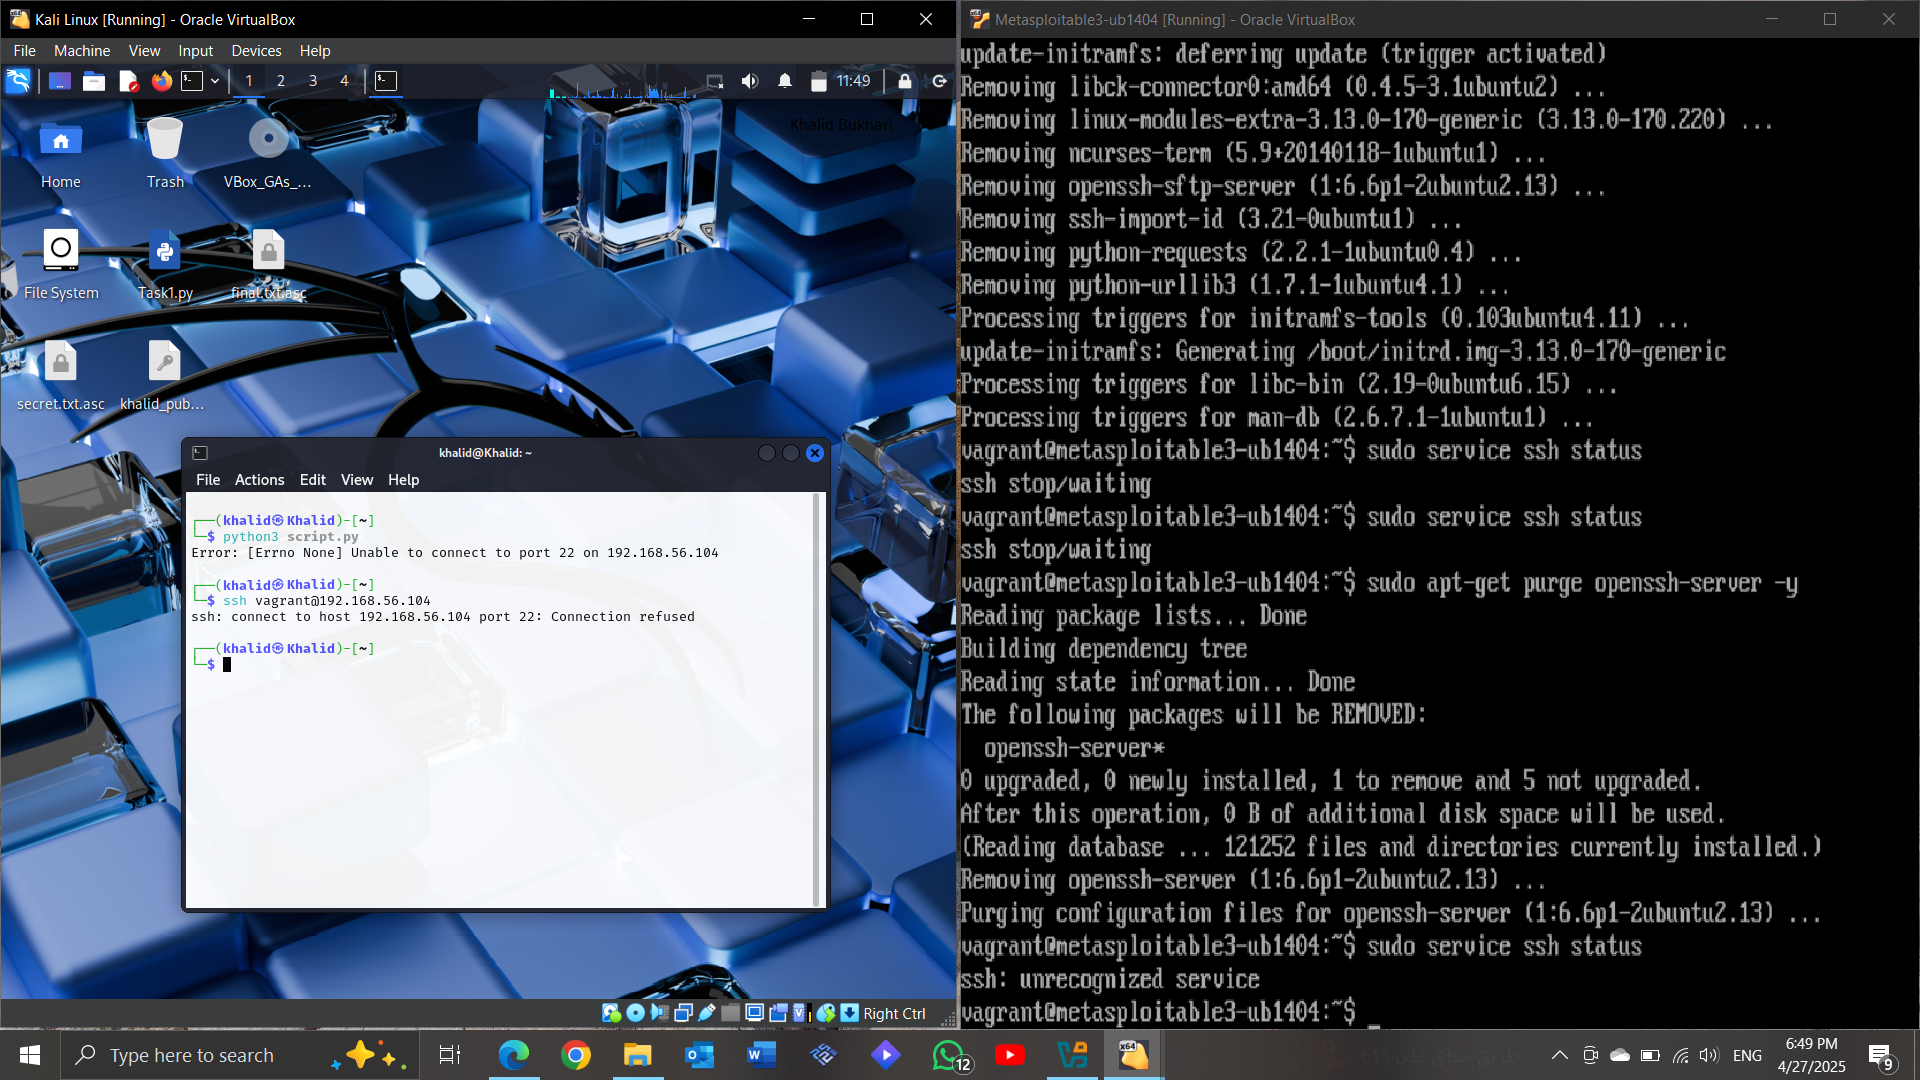 Kali Linux [Running] - Oracle VirtualBox
File Machine View Input Devices Help
1 2 3 4
11:49
Khalid Bukhari
Home
Trash
VBox_GAs_...
File System
Task1.py
final.txt.asc
secret.txt.asc
khalid_pub...
khalid@Khalid: ~
File Actions Edit View Help
┌──(khalid㉿Khalid)-[~]
└─$ python3 script.py
Error: [Errno None] Unable to connect to port 22 on 192.168.56.104
┌──(khalid㉿Khalid)-[~]
└─$ ssh vagrant@192.168.56.104
ssh: connect to host 192.168.56.104 port 22: Connection refused
┌──(khalid㉿Khalid)-[~]
└─$
Right Ctrl
Metasploitable3-ub1404 [Running] - Oracle VirtualBox
update-initramfs: deferring update (trigger activated)
Removing libck-connector0:amd64 (0.4.5-3.1ubuntu2) ...
Removing linux-modules-extra-3.13.0-170-generic (3.13.0-170.220) ...
Removing ncurses-term (5.9+20140118-1ubuntu1) ...
Removing openssh-sftp-server (1:6.6p1-2ubuntu2.13) ...
Removing ssh-import-id (3.21-0ubuntu1) ...
Removing python-requests (2.2.1-1ubuntu0.4) ...
Removing python-urllib3 (1.7.1-1ubuntu4.1) ...
Processing triggers for initramfs-tools (0.103ubuntu4.11) ...
update-initramfs: Generating /boot/initrd.img-3.13.0-170-generic
Processing triggers for libc-bin (2.19-0ubuntu6.15) ...
Processing triggers for man-db (2.6.7.1-1ubuntu1) ...
vagrant@metasploitable3-ub1404:~$ sudo service ssh status
ssh stop/waiting
vagrant@metasploitable3-ub1404:~$ sudo service ssh status
ssh stop/waiting
vagrant@metasploitable3-ub1404:~$ sudo apt-get purge openssh-server -y
Reading package lists... Done
Building dependency tree
Reading state information... Done
The following packages will be REMOVED:
openssh-server*
0 upgraded, 0 newly installed, 1 to remove and 5 not upgraded.
After this operation, 0 B of additional disk space will be used.
(Reading database ... 121252 files and directories currently installed.)
Removing openssh-server (1:6.6p1-2ubuntu2.13) ...
Purging configuration files for openssh-server (1:6.6p1-2ubuntu2.13) ...
vagrant@metasploitable3-ub1404:~$ sudo service ssh status
ssh: unrecognized service
vagrant@metasploitable3-ub1404:~$
Type here to search
12
x64
طريق مغلق على 613
ENG
6:49 PM
4/27/2025
9